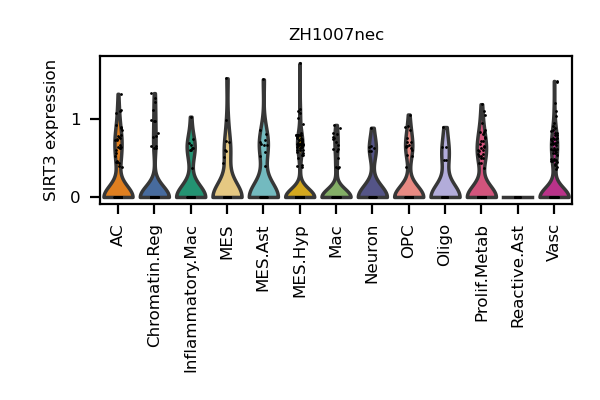 ZH1007nec
SIRT3 expression
1
0
AC
Chromatin.Reg
Inflammatory.Mac
MES
MES.Ast
MES.Hyp
Mac
Neuron
OPC
Oligo
Prolif.Metab
Reactive.Ast
Vasc